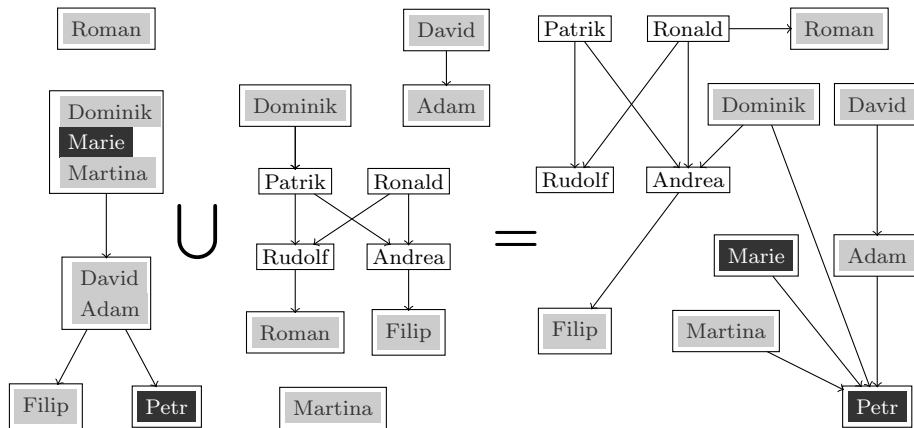 Roman
Dominik
Marie
Martina
David
Adam
Filip
Petr
∪
David
Adam
Dominik
Patrik
Ronald
Rudolf
Andrea
Roman
Filip
Martina
=
Patrik
Ronald
Roman
Dominik
David
Rudolf
Andrea
Marie
Adam
Filip
Martina
Petr